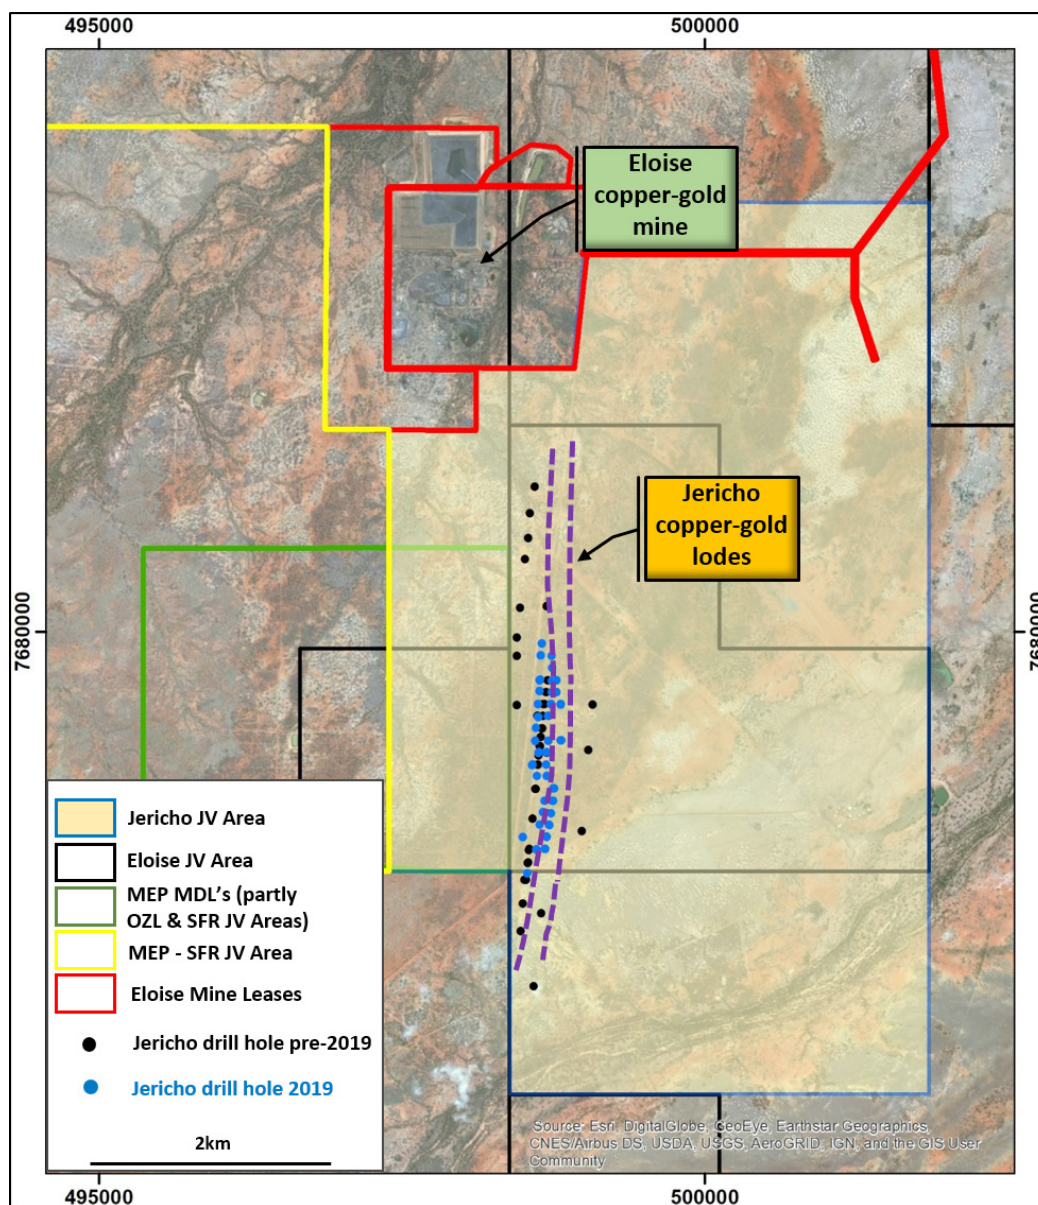 495000
500000
Eloise
copper-gold
mine
Jericho
copper-gold
lodes
7680000
7680000
Jericho JV Area
Eloise JV Area
MEP MDL's (partly
OZL & SFR JV Areas)
MEP - SFR JV Area
Eloise Mine Leases
Jericho drill hole pre-2019
Jericho drill hole 2019
2km
Source: Esri, DigitalGlobe, GeoEye, Earthstar Geographics,
CNES/Airbus DS, USDA, USGS, AeroGRID, IGN, and the GIS User
Community
495000
500000